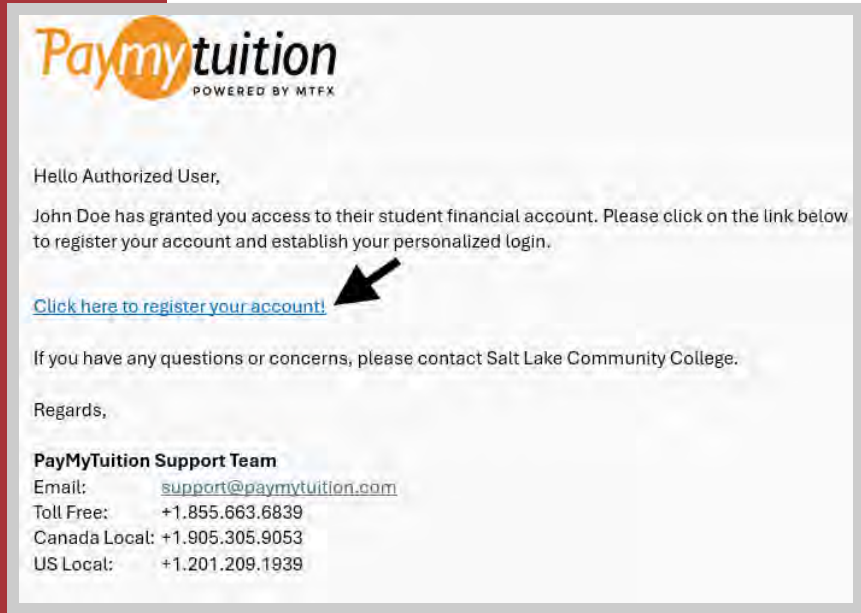 Paymytuition
POWERED BY MTFX
Hello Authorized User,
John Doe has granted you access to their student financial account. Please click on the link below
to register your account and establish your personalized login.
Click here to register your account!
If you have any questions or concerns, please contact Salt Lake Community College.
Regards,
PayMyTuition Support Team
Email: support@paymytuition.com
Toll Free: +1.855.663.6839
Canada Local: +1.905.305.9053
US Local: +1.201.209.1939